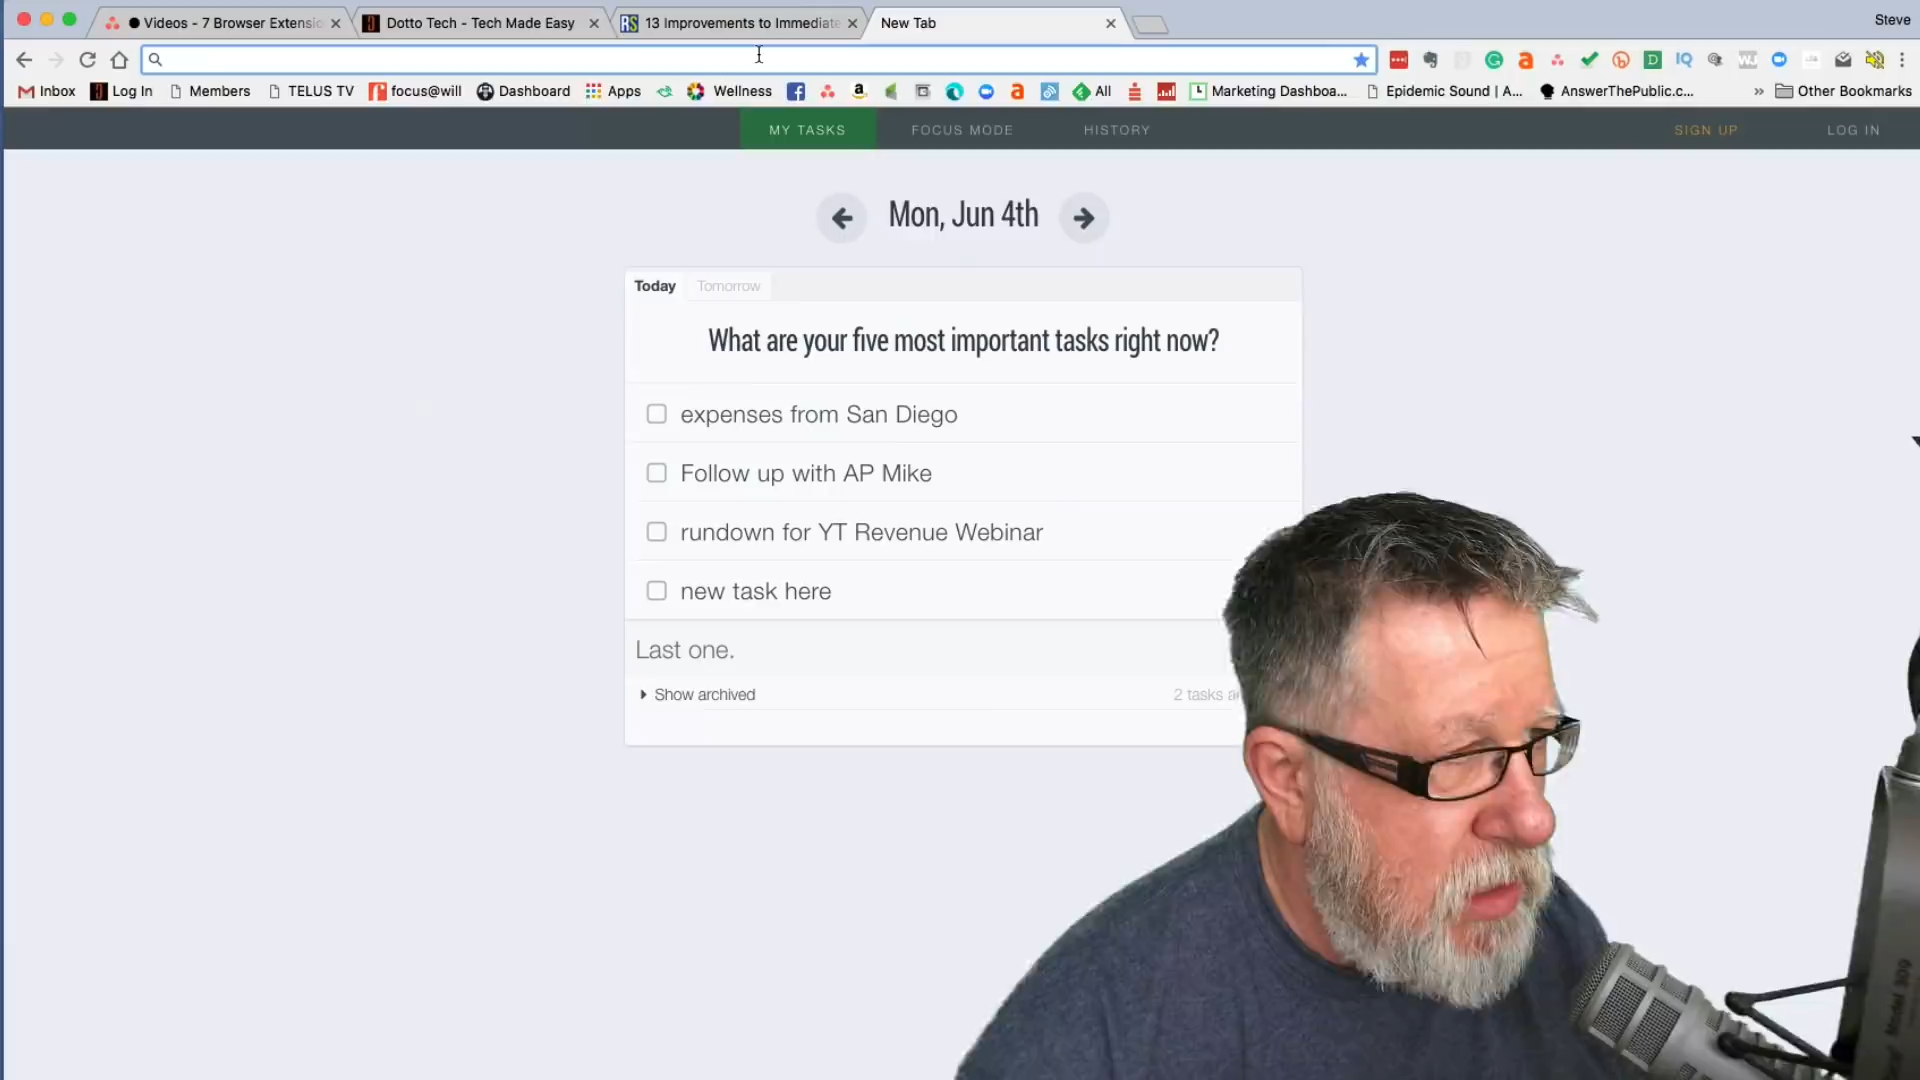 Videos - 7 Browser Extensio
Dotto Tech - Tech Made Easy
RS 13 Improvements to Immediate
New Tab
Steve
Inbox
Log In
Members
TELUS TV
focus@will
Dashboard
Apps
Wellness
All
Marketing Dashboa...
Epidemic Sound | A...
AnswerThePublic.c...
» Other Bookmarks
MY TASKS
FOCUS MODE
HISTORY
SIGN UP
LOG IN
Mon, Jun 4th
Today
Tomorrow
What are your five most important tasks right now?
expenses from San Diego
Follow up with AP Mike
rundown for YT Revenue Webinar
new task here
Last one.
Show archived
2 tasks a